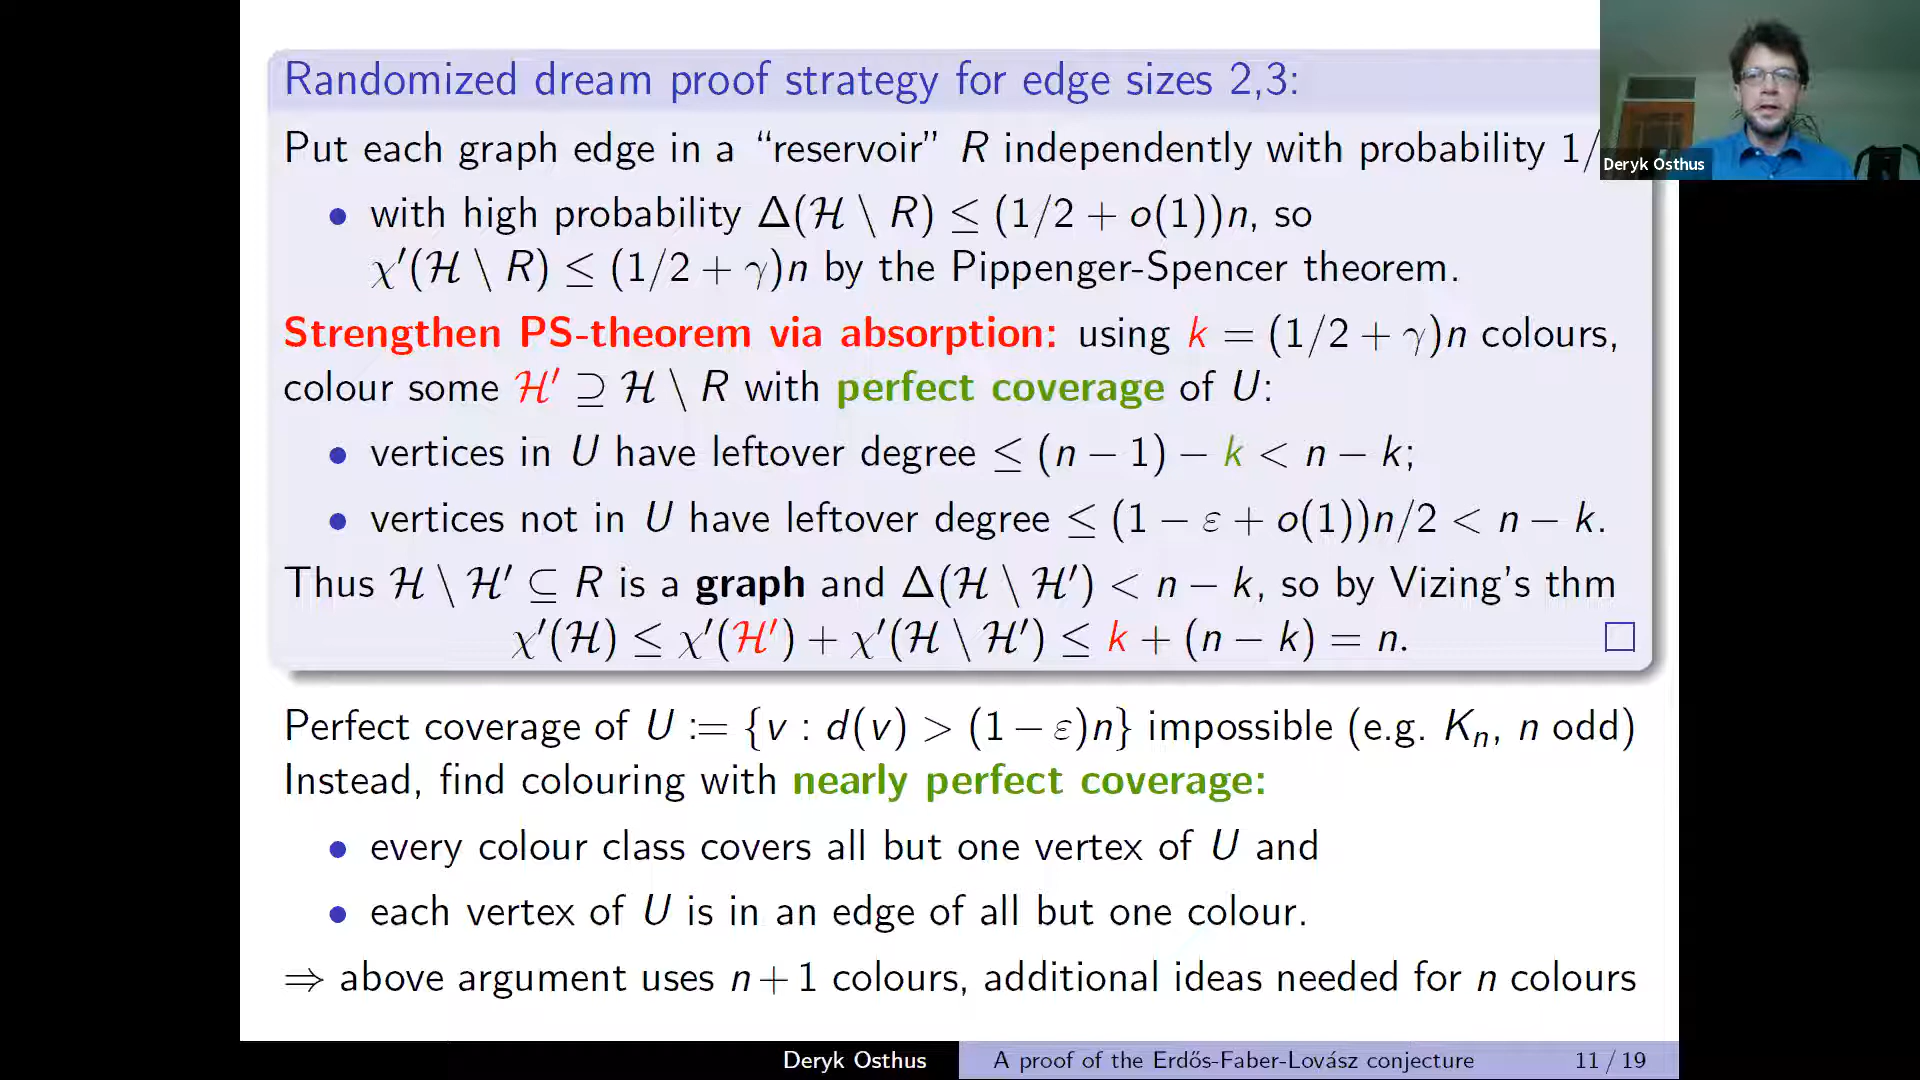 Randomized dream proof strategy for edge sizes 2,3:
Put each graph edge in a “reservoir” R independently with probability 1/
• with high probability Δ(ℋ \ R) ≤ (1/2 + o(1))n, so
χ′(ℋ \ R) ≤ (1/2 + γ)n by the Pippenger-Spencer theorem.
Strengthen PS-theorem via absorption: using k = (1/2 + γ)n colours,
colour some ℋ′ ⊇ ℋ \ R with perfect coverage of U:
• vertices in U have leftover degree ≤ (n − 1) − k < n − k;
• vertices not in U have leftover degree ≤ (1 − ε + o(1))n/2 < n − k.
Thus ℋ \ ℋ′ ⊆ R is a graph and Δ(ℋ \ ℋ′) < n − k, so by Vizing's thm
χ′(ℋ) ≤ χ′(ℋ′) + χ′(ℋ \ ℋ′) ≤ k + (n − k) = n. □
Perfect coverage of U := {v : d(v) > (1 − ε)n} impossible (e.g. Kₙ, n odd)
Instead, find colouring with nearly perfect coverage:
• every colour class covers all but one vertex of U and
• each vertex of U is in an edge of all but one colour.
⇒ above argument uses n + 1 colours, additional ideas needed for n colours
Deryk Osthus
Deryk Osthus A proof of the Erdős-Faber-Lovász conjecture 11 / 19